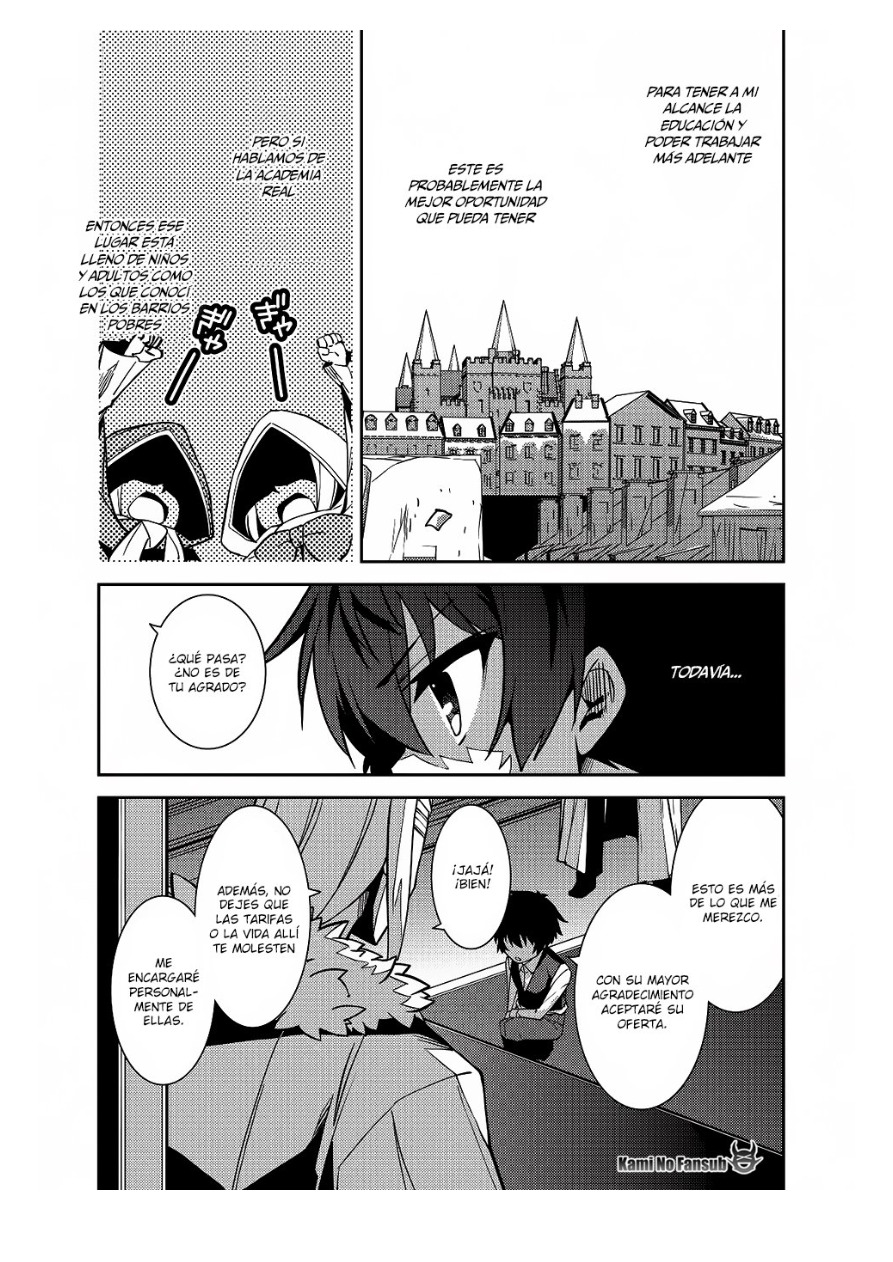 PARA TENER A MI
ALCANCE LA
EDUCACIÓN Y
PODER TRABAJAR
MÁS ADELANTE
ESTE ES
PROBABLEMENTE LA
MEJOR OPORTUNIDAD
QUE PUEDA TENER
PERO SI
HABLAMOS DE
LA ACADEMIA
REAL
ENTONCES ESE
LUGAR ESTÁ
LLENO DE NIÑOS
Y ADULTOS COMO
LOS QUE CONOCÍ
EN LOS BARRIOS
POBRES
ぎゃー
ぎゃー
TODAVÍA...
¿QUÉ PASA?
¿NO ES DE
TU AGRADO?
ESTO ES MÁS
DE LO QUE ME
MEREZCO.
CON SU MAYOR
AGRADECIMIENTO
ACEPTARÉ SU
OFERTA.
¡JAJÁ!
¡BIEN!
ADEMÁS, NO
DEJES QUE
LAS TARIFAS
O LA VIDA ALLÍ
TE MOLESTEN
ME
ENCARGARÉ
PERSONAL-
MENTE DE
ELLAS.
Kami No Fansub